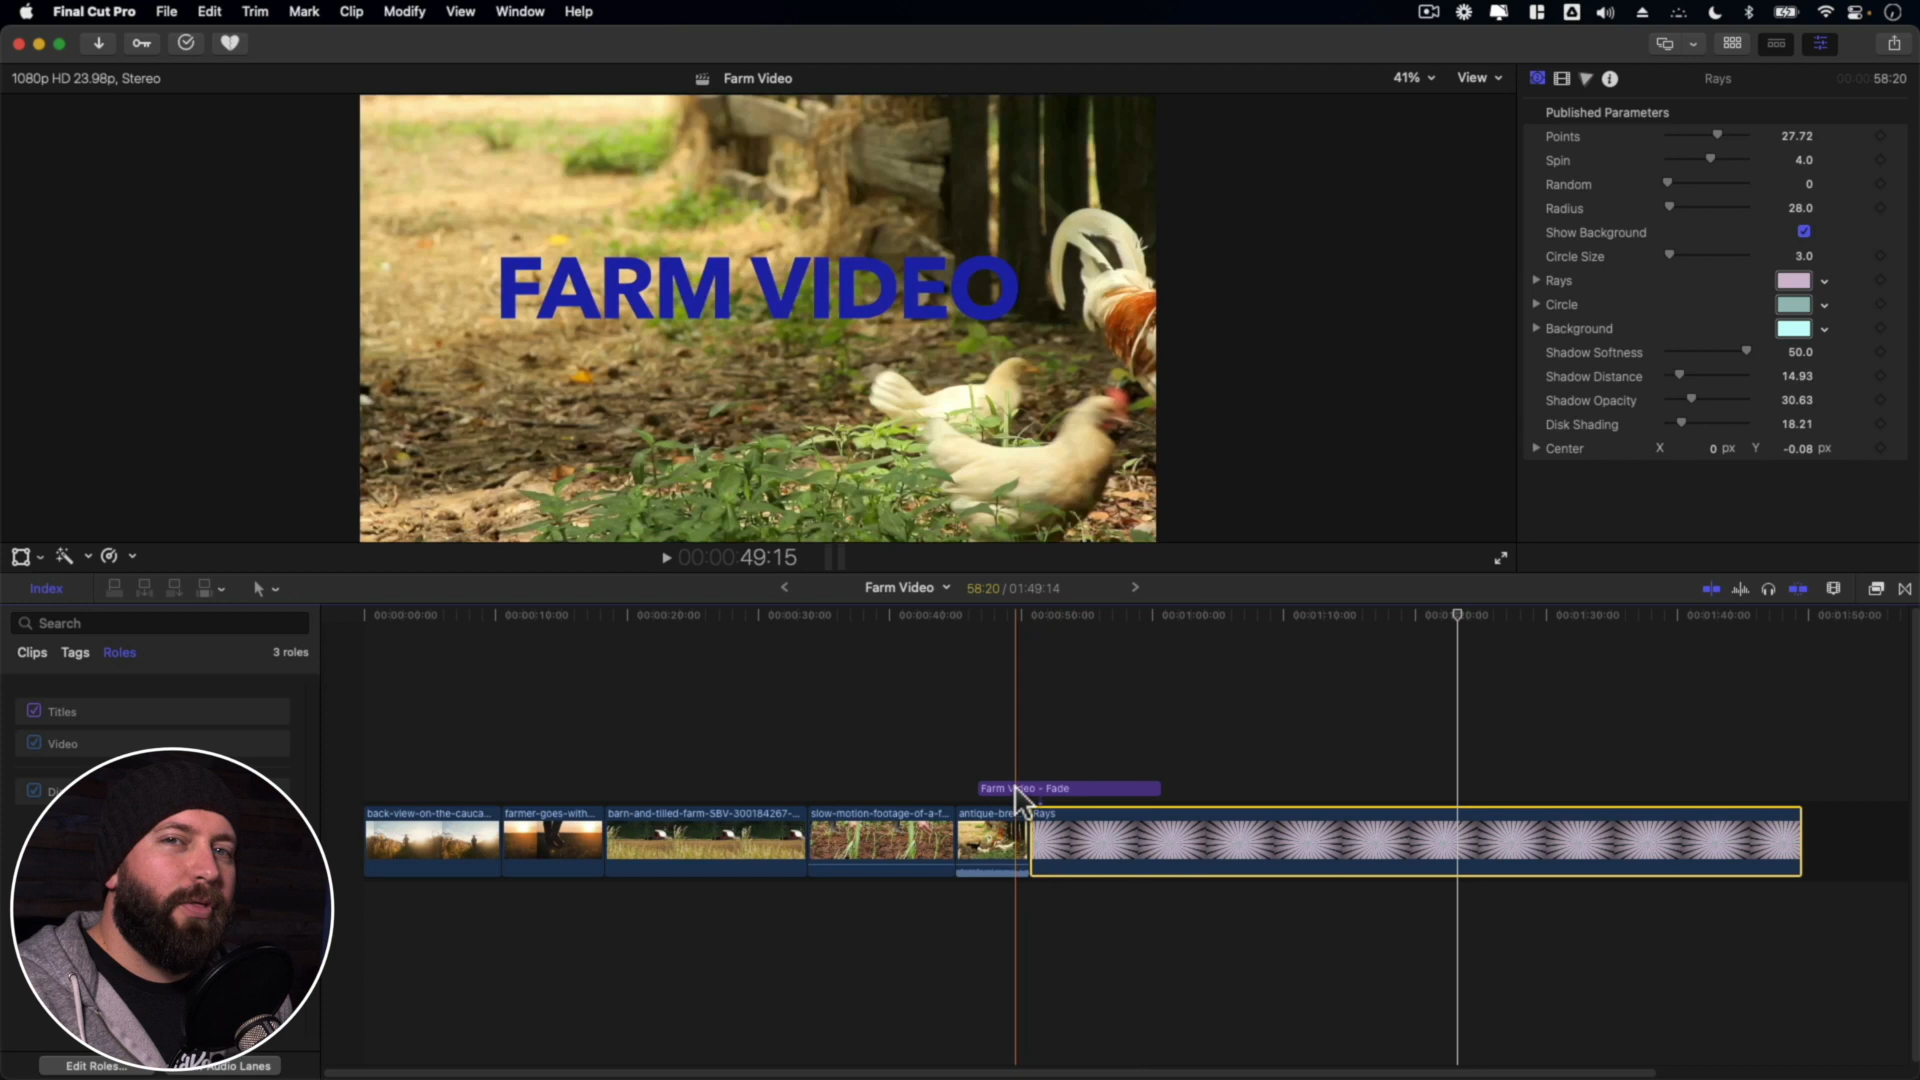 Final Cut Pro File Edit Trim Mark Clip Modify View Window Help
1080p HD 23.98p, Stereo
Farm Video
41%
View
Rays
00:00:58:20
FARM VIDEO
Published Parameters
Points 27.72
Spin 4.0
Random 0
Radius 28.0
Show Background
Circle Size 3.0
Rays
Circle
Background
Shadow Softness 50.0
Shadow Distance 14.93
Shadow Opacity 30.63
Disk Shading 18.21
Center X 0 px Y -0.08 px
00:00:49:15
Index
Farm Video
58:20 / 01:49:14
Search
Clips Tags Roles 3 roles
Titles
Video
00:00:00:00 00:00:10:00 00:00:20:00 00:00:30:00 00:00:40:00 00:00:50:00 00:01:00:00 00:01:10:00 00:01:30:00 00:01:40:00 00:01:50:00
Farm Video - Fade
back-view-on-the-cauca... farmer-goes-with... barn-and-tilled-farm-SBV-300184267-... slow-motion-footage-of-a-f... antique-bre Rays
Edit Roles... Audio Lanes